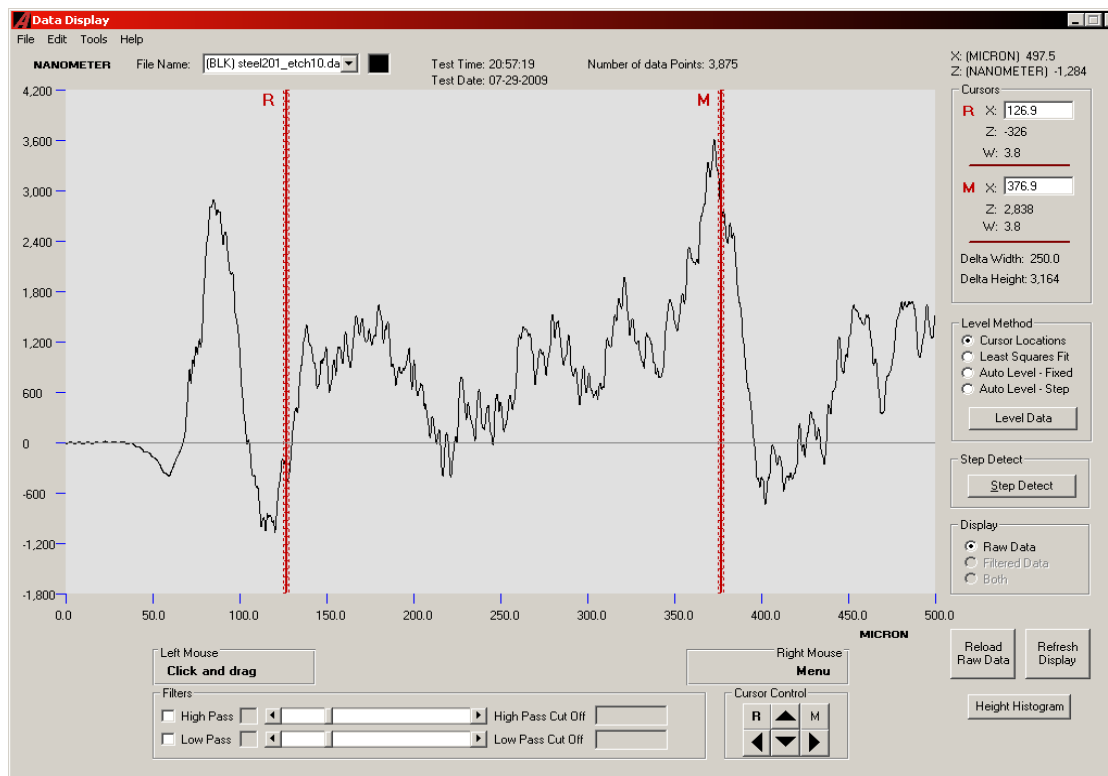 Data Display
File Edit Tools Help
NANOMETER File Name: (BLK) steel201_etch10.da Test Time: 20:57:19 Number of data Points: 3,875
Test Date: 07-29-2009
X: (MICRON) 497.5
Z: (NANOMETER) -1,284
4,200
3,600
3,000
2,400
1,800
1,200
600
0
-600
-1,200
-1,800
R
M
0.0 50.0 100.0 150.0 200.0 250.0 300.0 350.0 400.0 450.0 500.0
MICRON
Cursors
R X: 126.9
Z: -326
W: 3.8
M X: 376.9
Z: 2,838
W: 3.8
Delta Width: 250.0
Delta Height: 3,164
Level Method
Cursor Locations
Least Squares Fit
Auto Level - Fixed
Auto Level - Step
Level Data
Step Detect
Step Detect
Display
Raw Data
Filtered Data
Both
Reload Raw Data
Refresh Display
Height Histogram
Left Mouse
Click and drag
Right Mouse
Menu
Filters
High Pass High Pass Cut Off
Low Pass Low Pass Cut Off
Cursor Control
R M